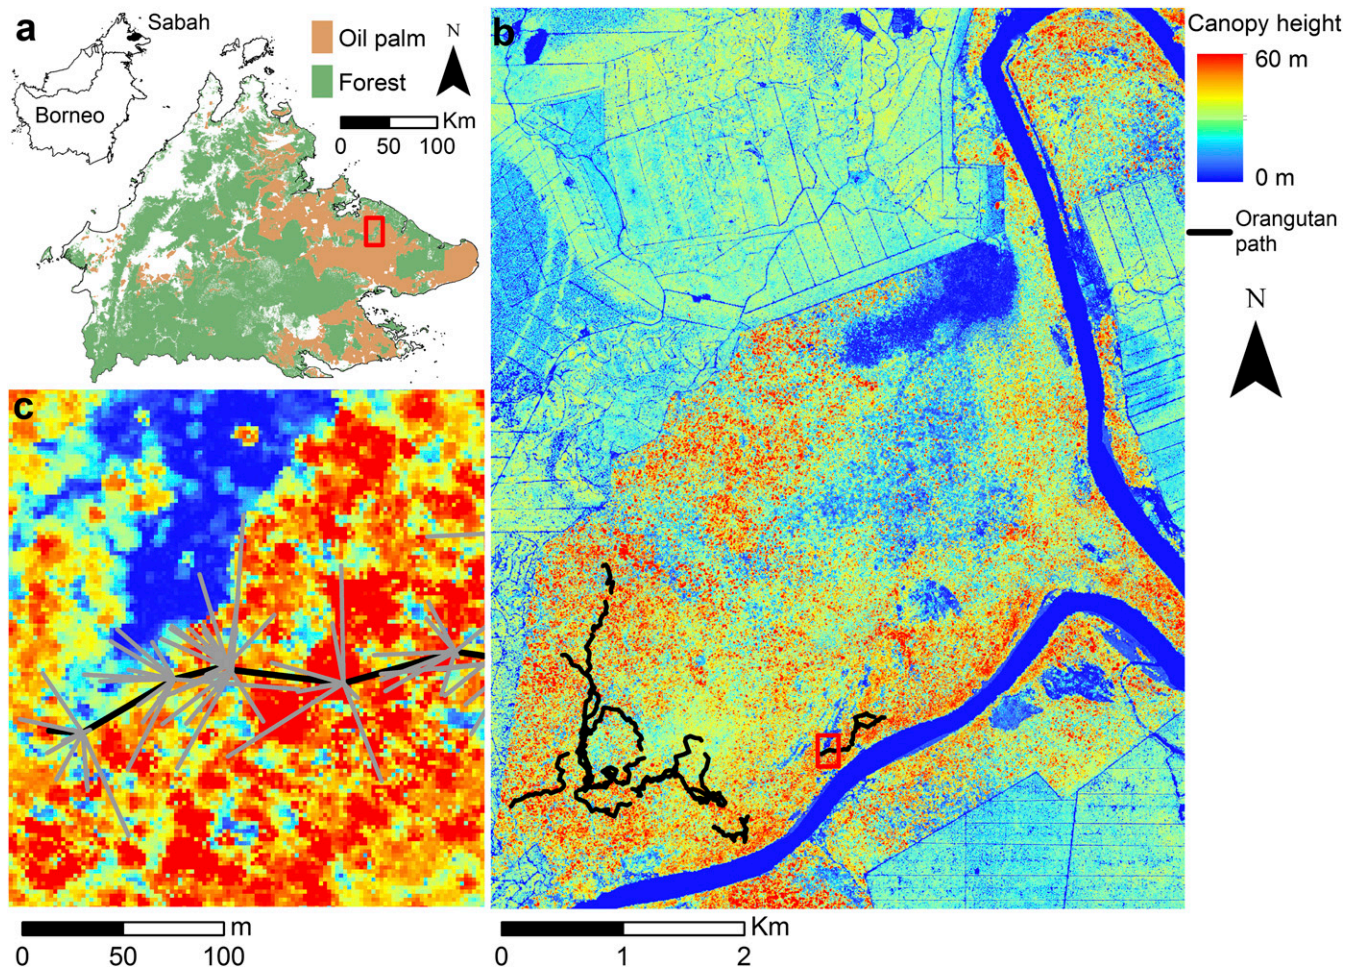 a
Sabah
Borneo
Oil palm
Forest
N
Km
0 50 100
b
Canopy height
60 m
0 m
Orangutan
path
N
c
m
0 50 100
Km
0 1 2